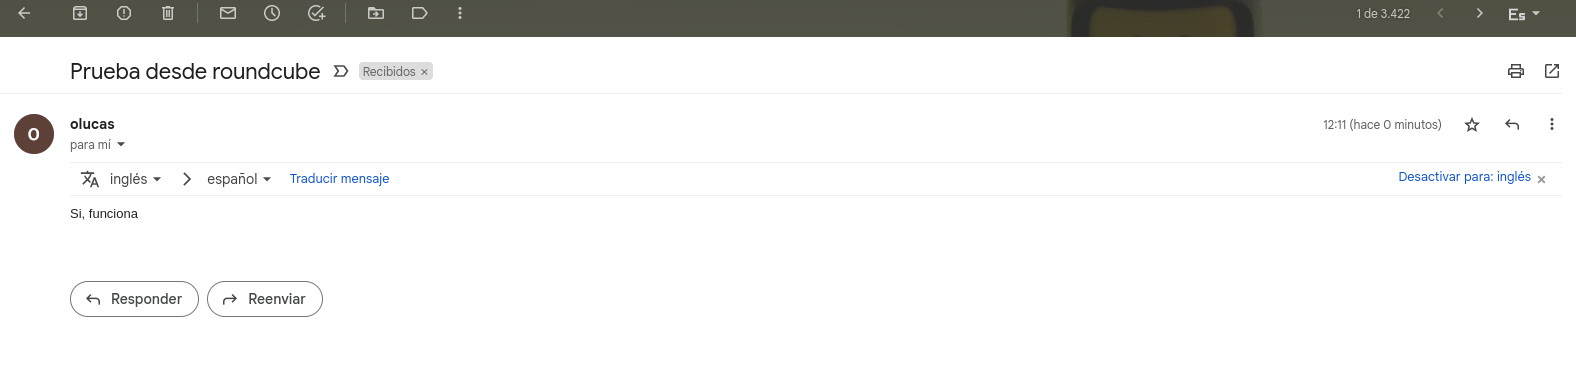 1 de 3.422
Es
Prueba desde roundcube
Recibidos ×
O
olucas
12:11 (hace 0 minutos)
para mí
inglés
español
Traducir mensaje
Desactivar para: inglés ×
Si, funciona
Responder
Reenviar